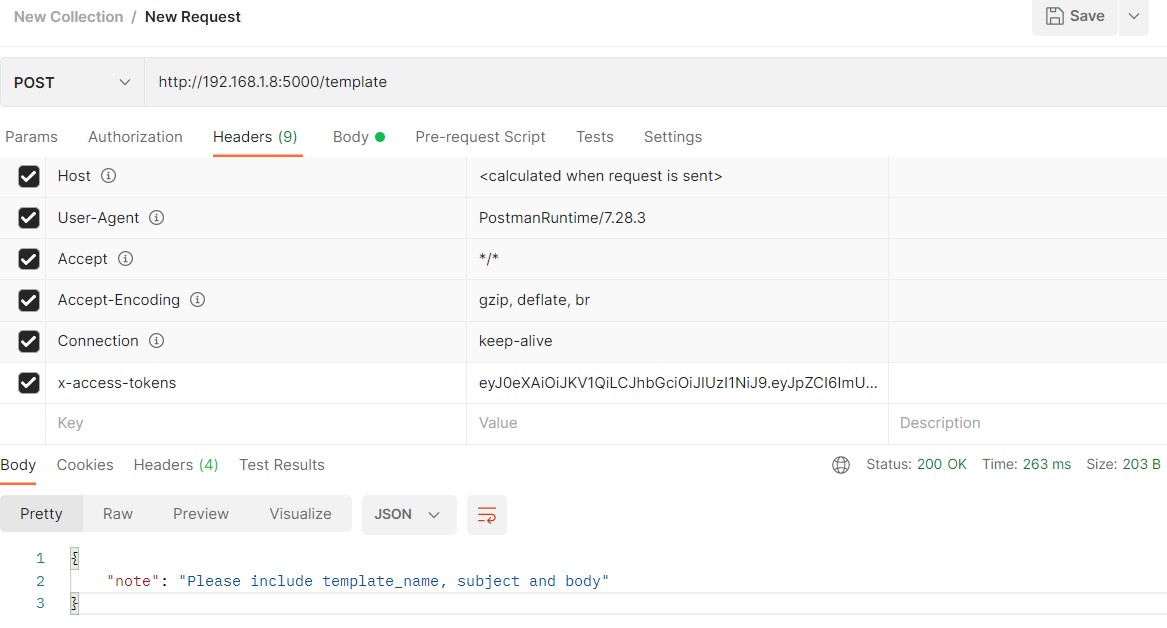 New Collection / New Request
Save
POST http://192.168.1.8:5000/template
Params Authorization Headers (9) Body Pre-request Script Tests Settings
Host <calculated when request is sent>
User-Agent PostmanRuntime/7.28.3
Accept */*
Accept-Encoding gzip, deflate, br
Connection keep-alive
x-access-tokens eyJ0eXAiOiJKV1QiLCJhbGciOiJIUzI1NiJ9.eyJpZCI6ImU...
Key Value Description
Body Cookies Headers (4) Test Results Status: 200 OK Time: 263 ms Size: 203 B
Pretty Raw Preview Visualize JSON
1 {
2 "note": "Please include template_name, subject and body"
3 }